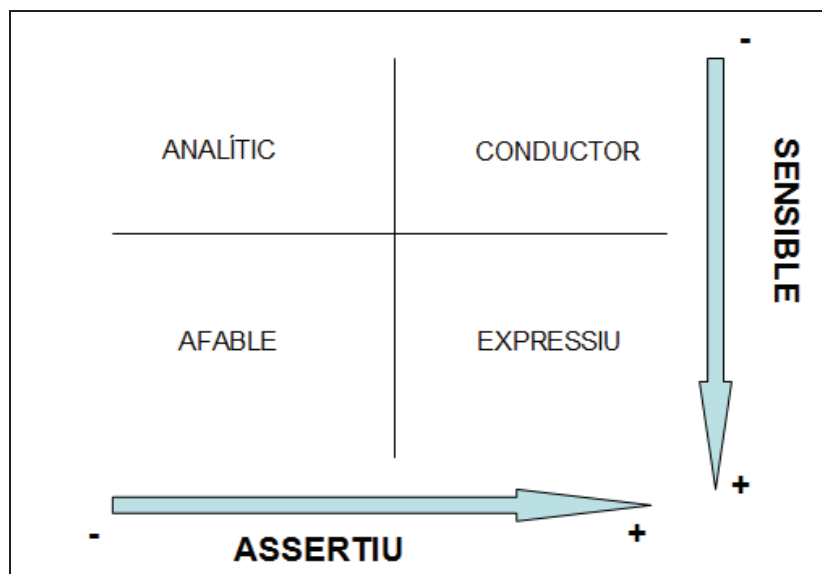 -
ANALÍTIC
CONDUCTOR
SENSIBLE
AFABLE
EXPRESSIU
+
-
+
ASSERTIU